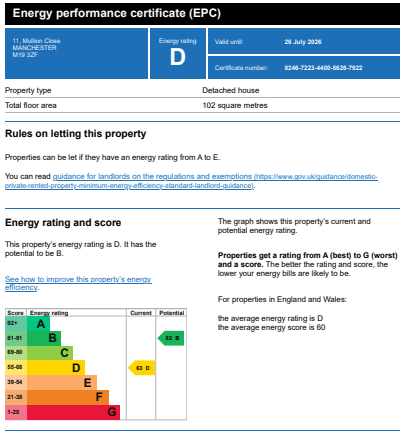 Energy performance certificate (EPC)
11, Mullion Close
MANCHESTER
M19 3ZF
Energy rating
D
Valid until: 26 July 2026
Certificate number: 8246-7223-4400-5626-7922
Property type Detached house
Total floor area 102 square metres
Rules on letting this property
Properties can be let if they have an energy rating from A to E.
You can read guidance for landlords on the regulations and exemptions (https://www.gov.uk/guidance/domestic-
private-rented-property-minimum-energy-efficiency-standard-landlord-guidance).
Energy rating and score
This property's energy rating is D. It has the
potential to be B.
See how to improve this property's energy
efficiency.
The graph shows this property's current and
potential energy rating.
Properties get a rating from A (best) to G (worst)
and a score. The better the rating and score, the
lower your energy bills are likely to be.
For properties in England and Wales:
the average energy rating is D
the average energy score is 60
Score Energy rating Current Potential
92+ A
81-91 B 82 B
69-80 C
55-68 D 63 D
39-54 E
21-38 F
1-20 G